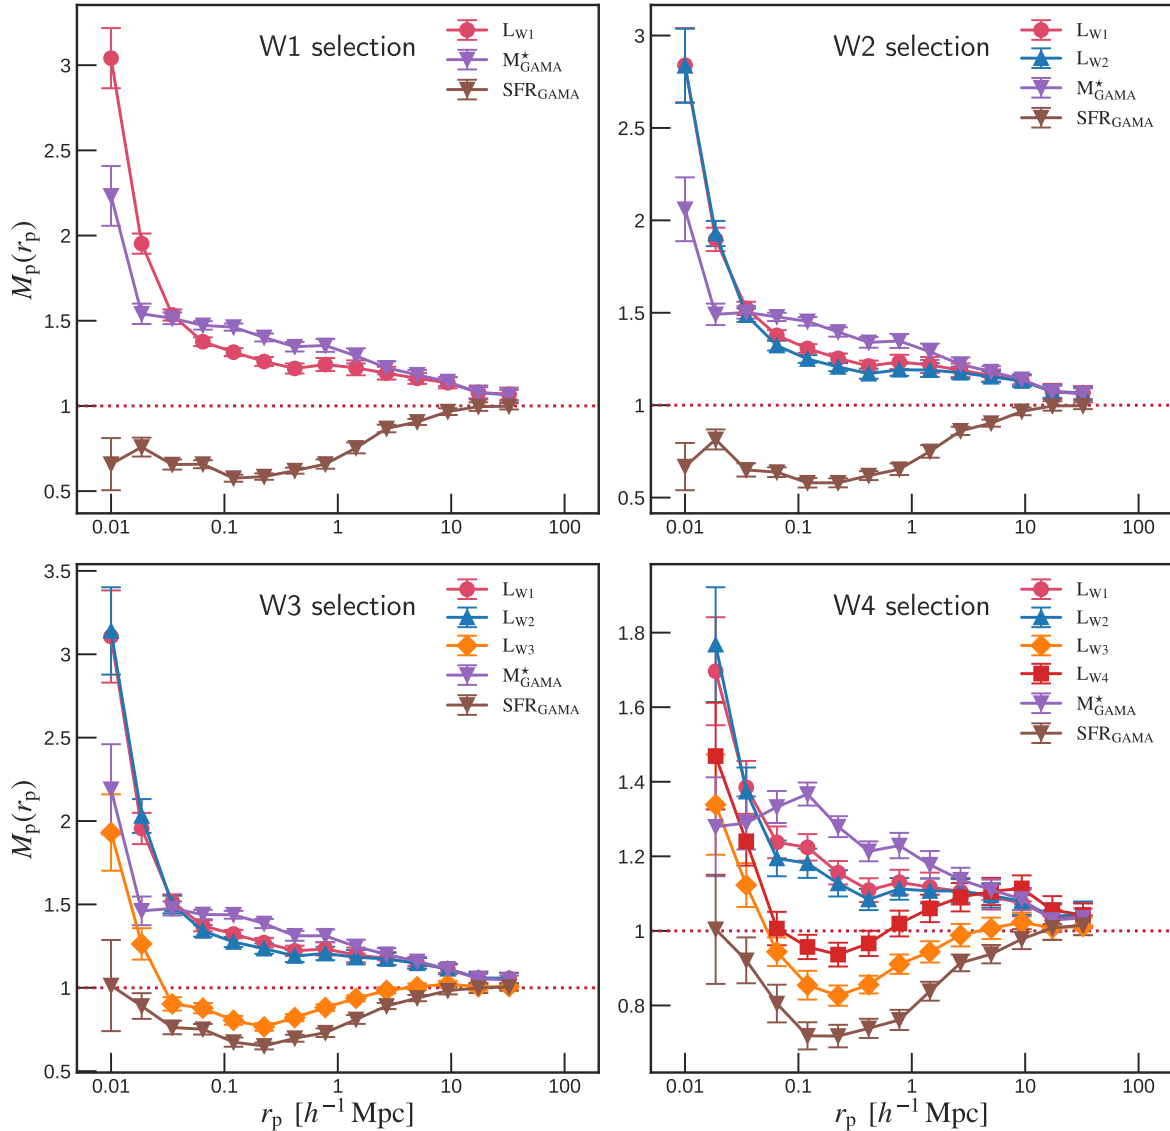 W1 selection
L_W1
M★_GAMA
SFR_GAMA
3
2.5
2
1.5
1
0.5
M_p(r_p)
0.01 0.1 1 10 100
W2 selection
L_W1
L_W2
M★_GAMA
SFR_GAMA
3
2.5
2
1.5
1
0.5
0.01 0.1 1 10 100
W3 selection
L_W1
L_W2
L_W3
M★_GAMA
SFR_GAMA
3.5
3
2.5
2
1.5
1
0.5
M_p(r_p)
0.01 0.1 1 10 100
r_p [h⁻¹ Mpc]
W4 selection
L_W1
L_W2
L_W3
L_W4
M★_GAMA
SFR_GAMA
1.8
1.6
1.4
1.2
1
0.8
0.01 0.1 1 10 100
r_p [h⁻¹ Mpc]